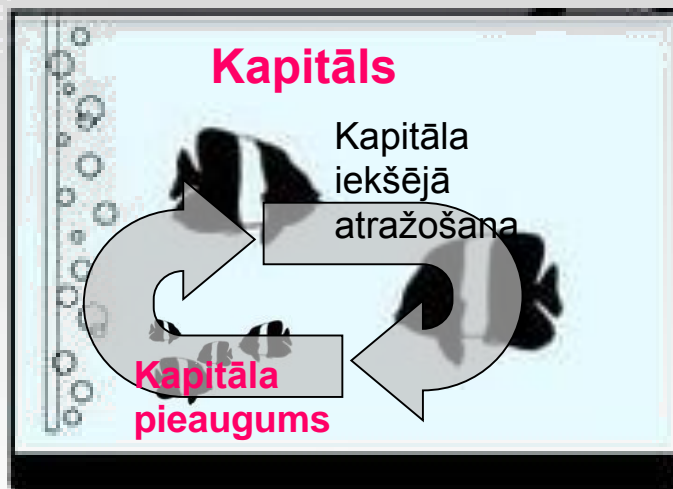 Kapitāls
Kapitāla
iekšējā
atražošana
Kapitāla
pieaugums